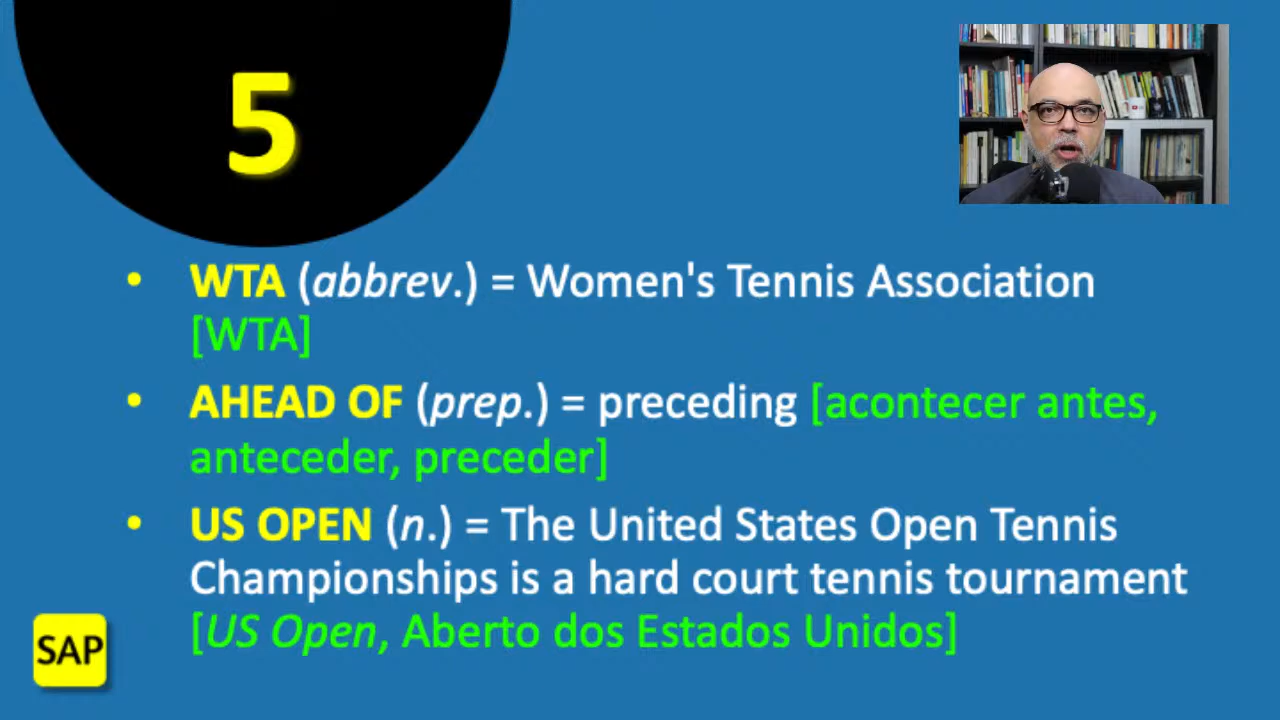 5
• WTA (abbrev.) = Women's Tennis Association
[WTA]
• AHEAD OF (prep.) = preceding [acontecer antes,
anteceder, preceder]
• US OPEN (n.) = The United States Open Tennis
Championships is a hard court tennis tournament
[US Open, Aberto dos Estados Unidos]
SAP